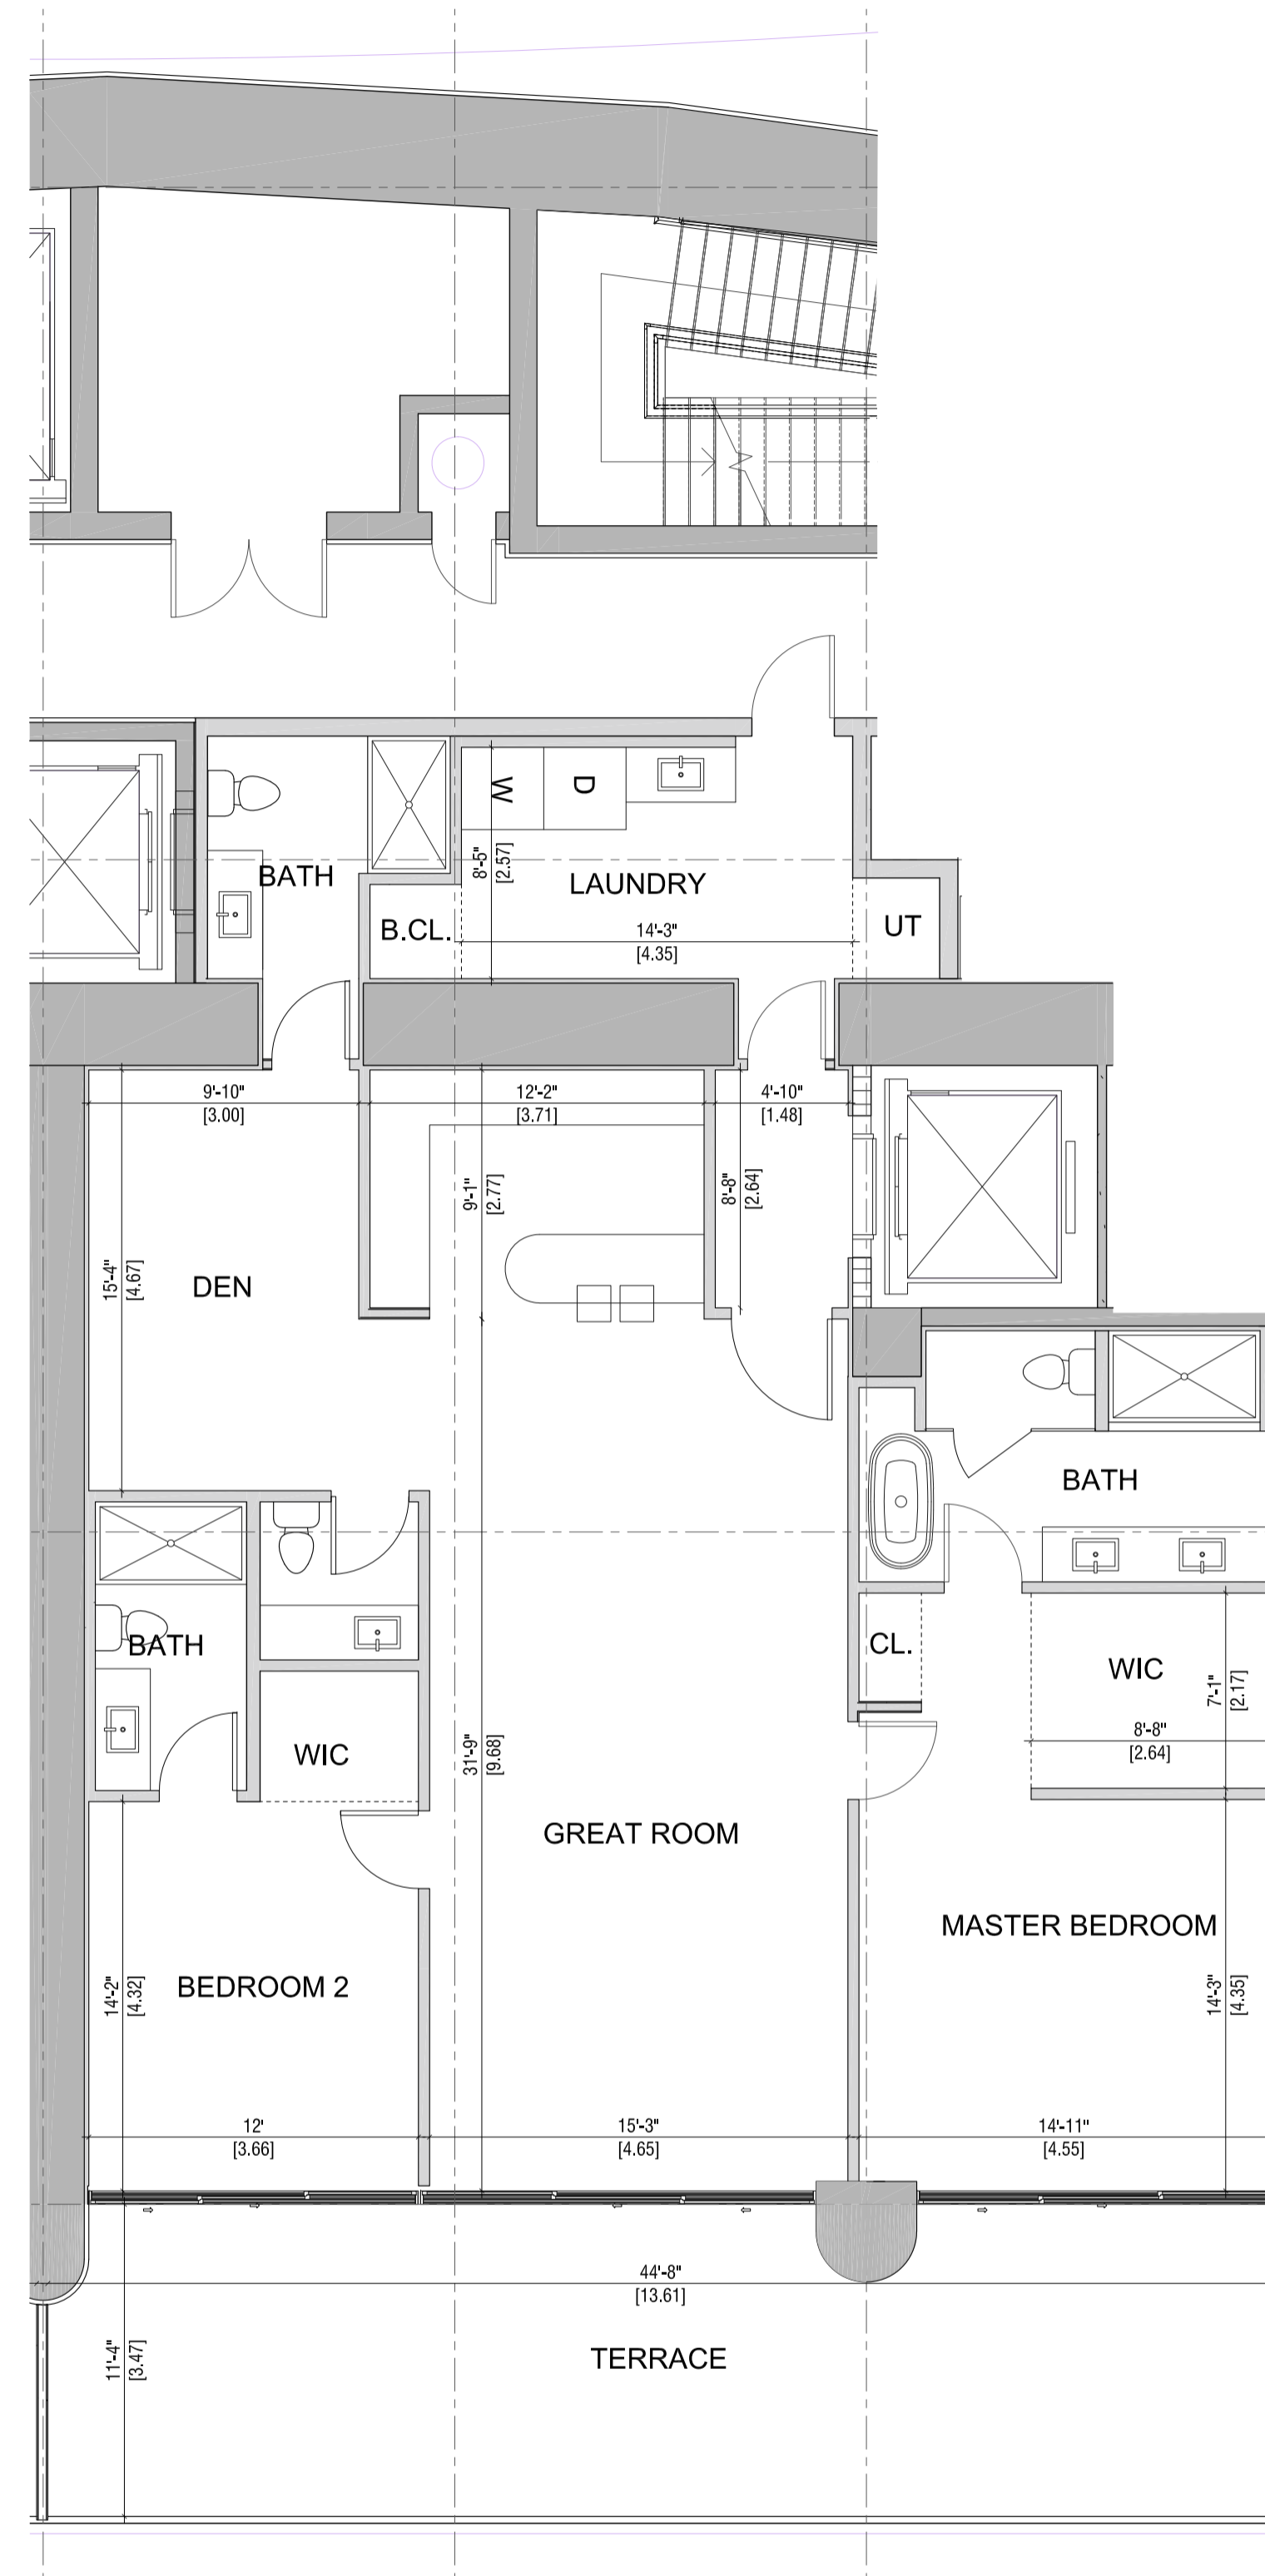 W
D
BATH
8'-5"
[2.57]
LAUNDRY
B.CL.
14'-3"
[4.35]
UT
9'-10"
[3.00]
12'-2"
[3.71]
4'-10"
[1.48]
9'-1"
[2.77]
8'-8"
[2.64]
15'-4"
[4.67]
DEN
BATH
BATH
CL.
WIC
7'-1"
[2.17]
8'-8"
[2.64]
WIC
31'-9"
[9.68]
GREAT ROOM
MASTER BEDROOM
14'-2"
[4.32]
BEDROOM 2
14'-3"
[4.35]
12'
[3.66]
15'-3"
[4.65]
14'-11"
[4.55]
44'-8"
[13.61]
11'-4"
[3.47]
TERRACE